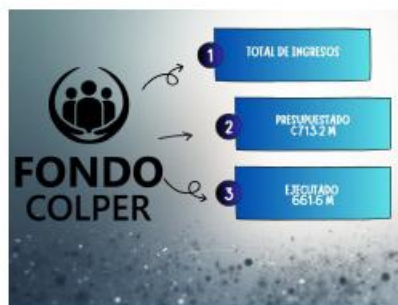 FONDO
COLPER
1
TOTAL DE INGRESOS
2
PRESUPUESTADO
C713.2 M
3
EJECUTADO
661.6 M